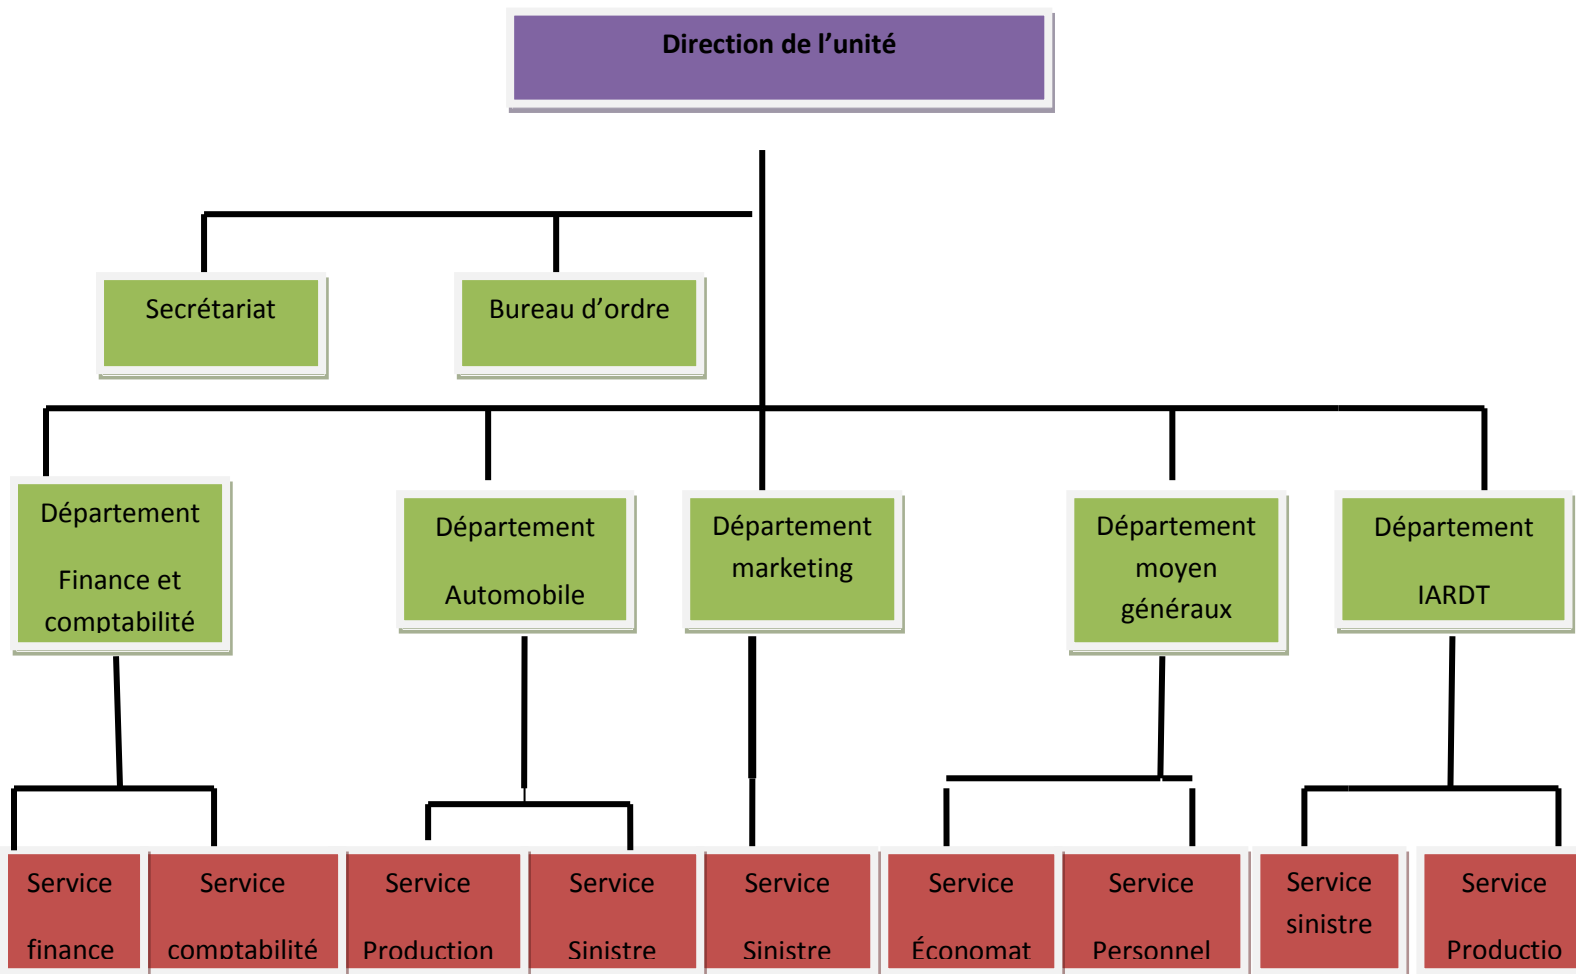 Direction de l’unité
Secrétariat
Bureau d’ordre
Département
Finance et
comptabilité
Département
Automobile
Département
marketing
Département
moyen
généraux
Département
IARDT
Service
finance
Service
comptabilité
Service
Production
Service
Sinistre
Service
Sinistre
Service
Économat
Service
Personnel
Service
sinistre
Service
Productio